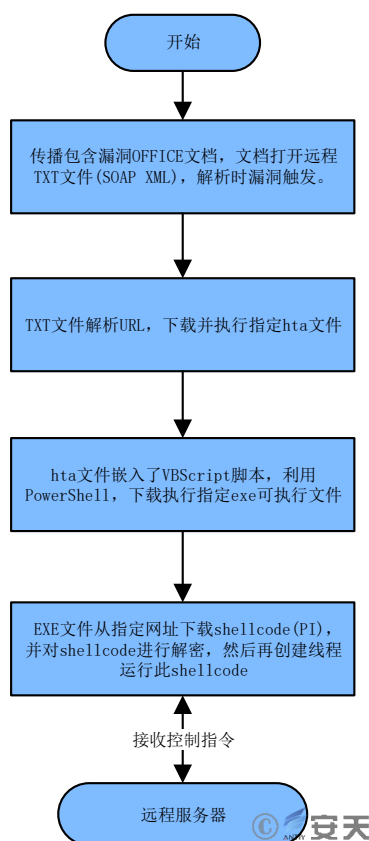 开始
传播包含漏洞OFFICE文档，文档打开远程
TXT文件(SOAP XML)，解析时漏洞触发。
TXT文件解析URL，下载并执行指定hta文件
hta文件嵌入了VBScript脚本，利用
PowerShell，下载执行指定exe可执行文件
EXE文件从指定网址下载shellcode(PI)，
并对shellcode进行解密，然后再创建线程
运行此shellcode
接收控制指令
远程服务器
© ANTIY 安天